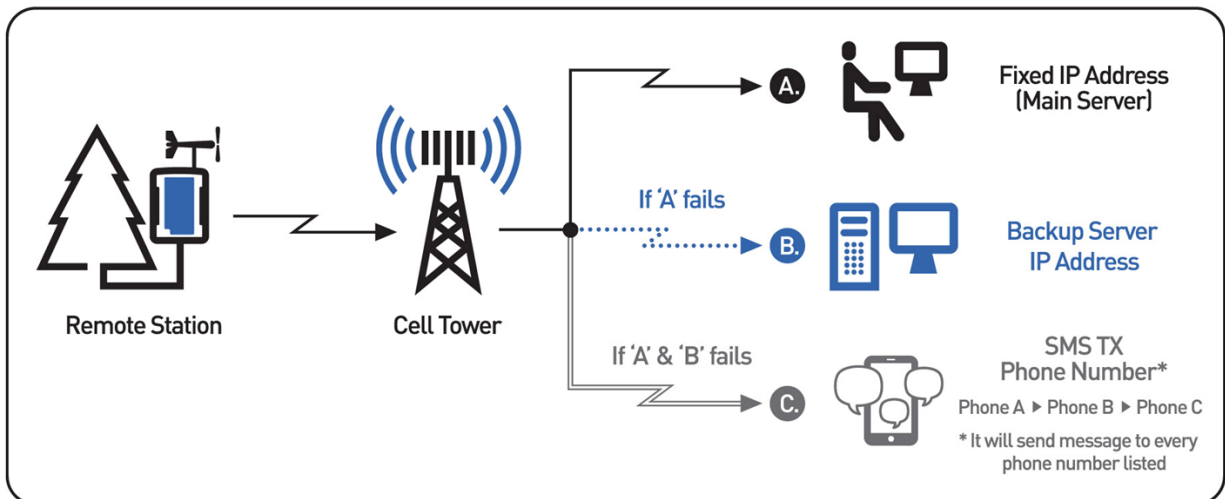 Remote Station
Cell Tower
A.
Fixed IP Address
(Main Server)
If ‘A’ fails
B.
Backup Server
IP Address
If ‘A’ & ‘B’ fails
C.
SMS TX
Phone Number*
Phone A ▶ Phone B ▶ Phone C
* It will send message to every
phone number listed